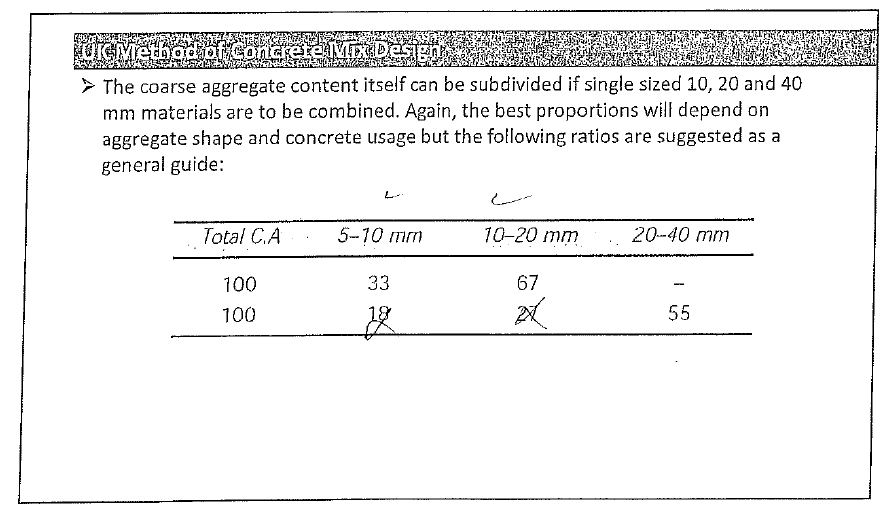 UK Method of Concrete Mix Design
➢ The coarse aggregate content itself can be subdivided if single sized 10, 20 and 40
mm materials are to be combined. Again, the best proportions will depend on
aggregate shape and concrete usage but the following ratios are suggested as a
general guide:
Total C.A 5–10 mm 10–20 mm 20–40 mm
100 33 67 –
100 18 27 55